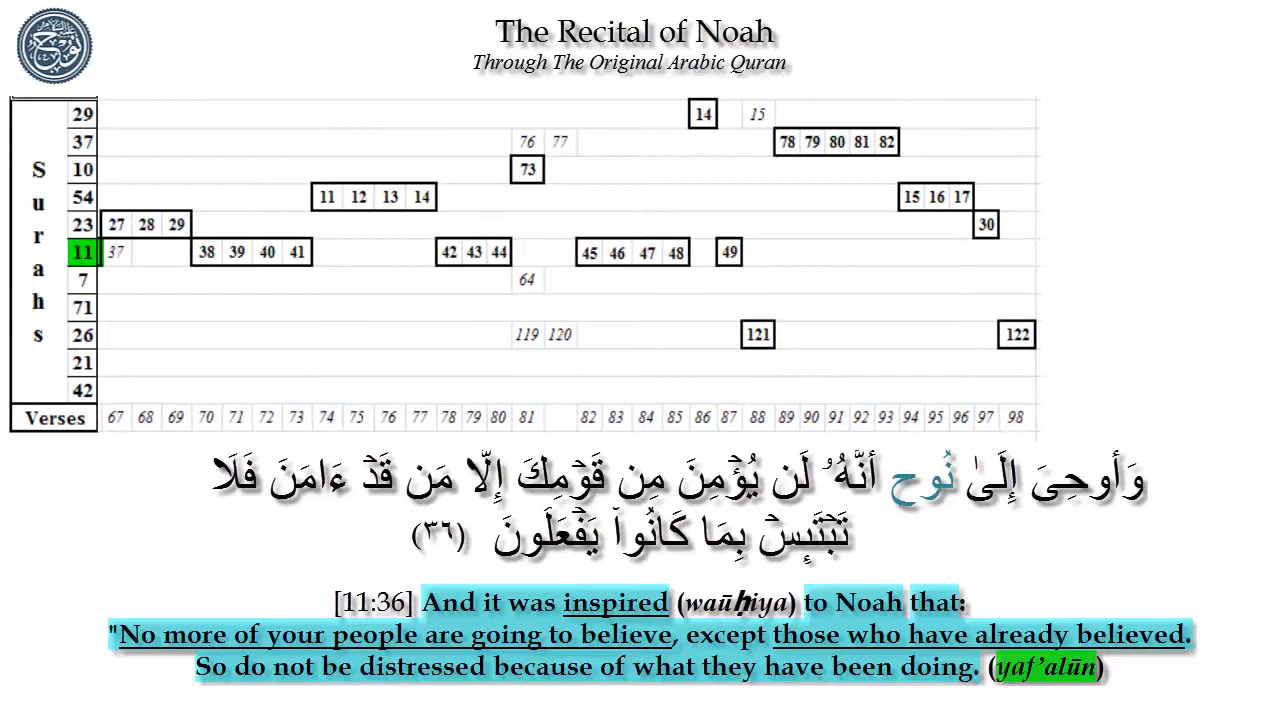 نوح
The Recital of Noah
Through The Original Arabic Quran
29 14 15
37 76 77 78 79 80 81 82
S 10 73
54 11 12 13 14 15 16 17
u
23 27 28 29 30
r
11 37 38 39 40 41 42 43 44 45 46 47 48 49
a
7 64
h 71
s 26 119 120 121 122
21
42
Verses 67 68 69 70 71 72 73 74 75 76 77 78 79 80 81 82 83 84 85 86 87 88 89 90 91 92 93 94 95 96 97 98
وَأُوحِىَ إِلَىٰ نُوحٍ أَنَّهُۥ لَن يُؤْمِنَ مِن قَوْمِكَ إِلَّا مَن قَدْ ءَامَنَ فَلَا
تَبْتَئِسْ بِمَا كَانُوا۟ يَفْعَلُونَ (٣٦)
[11:36] And it was inspired (waūḥiya) to Noah that:
"No more of your people are going to believe, except those who have already believed.
So do not be distressed because of what they have been doing. (yaf’alūn)